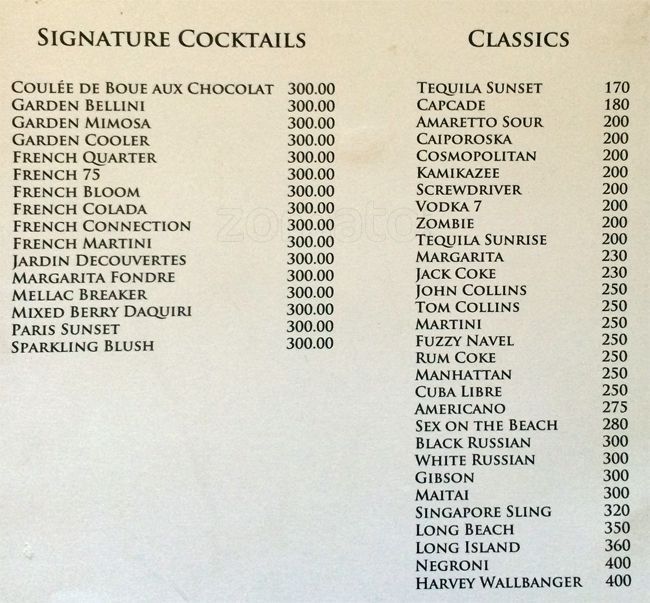 SIGNATURE COCKTAILS
COULÉE DE BOUE AUX CHOCOLAT 300.00
GARDEN BELLINI 300.00
GARDEN MIMOSA 300.00
GARDEN COOLER 300.00
FRENCH QUARTER 300.00
FRENCH 75 300.00
FRENCH BLOOM 300.00
FRENCH COLADA 300.00
FRENCH CONNECTION 300.00
FRENCH MARTINI 300.00
JARDIN DECOUVERTES 300.00
MARGARITA FONDRE 300.00
MELLAC BREAKER 300.00
MIXED BERRY DAQUIRI 300.00
PARIS SUNSET 300.00
SPARKLING BLUSH 300.00
CLASSICS
TEQUILA SUNSET 170
CAPCADE 180
AMARETTO SOUR 200
CAIPOROSKA 200
COSMOPOLITAN 200
KAMIKAZEE 200
SCREWDRIVER 200
VODKA 7 200
ZOMBIE 200
TEQUILA SUNRISE 200
MARGARITA 230
JACK COKE 230
JOHN COLLINS 250
TOM COLLINS 250
MARTINI 250
FUZZY NAVEL 250
RUM COKE 250
MANHATTAN 250
CUBA LIBRE 250
AMERICANO 275
SEX ON THE BEACH 280
BLACK RUSSIAN 300
WHITE RUSSIAN 300
GIBSON 300
MAITAI 300
SINGAPORE SLING 320
LONG BEACH 350
LONG ISLAND 360
NEGRONI 400
HARVEY WALLBANGER 400
zomato